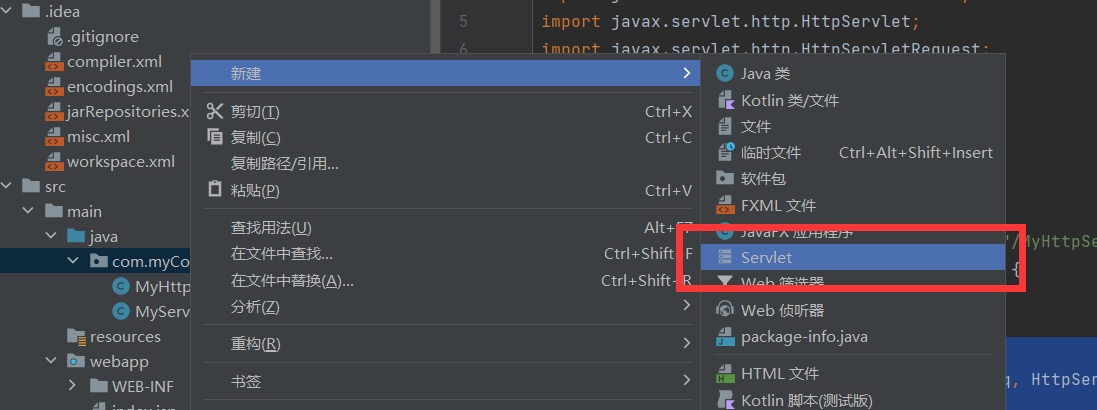 .idea
.gitignore
compiler.xml
encodings.xml
jarRepositories.x
misc.xml
workspace.xml
src
main
java
com.myCo
MyHttp
MyServ
resources
webapp
WEB-INF
index.jsp
5 import javax.servlet.http.HttpServlet;
6 import javax.servlet.http.HttpServletRequest;
新建
剪切(T) Ctrl+X
复制(C) Ctrl+C
复制路径/引用...
粘贴(P) Ctrl+V
查找用法(U) Alt+F7
在文件中查找... Ctrl+Shift+F
在文件中替换(A)... Ctrl+Shift+R
分析(Z)
重构(R)
书签
Java 类
Kotlin 类/文件
文件
临时文件 Ctrl+Alt+Shift+Insert
软件包
FXML 文件
JavaFX 应用程序
Servlet
Web 筛选器
Web 侦听器
package-info.java
HTML 文件
Kotlin 脚本(测试版)
"/MyHttpSe
{
, HttpSer